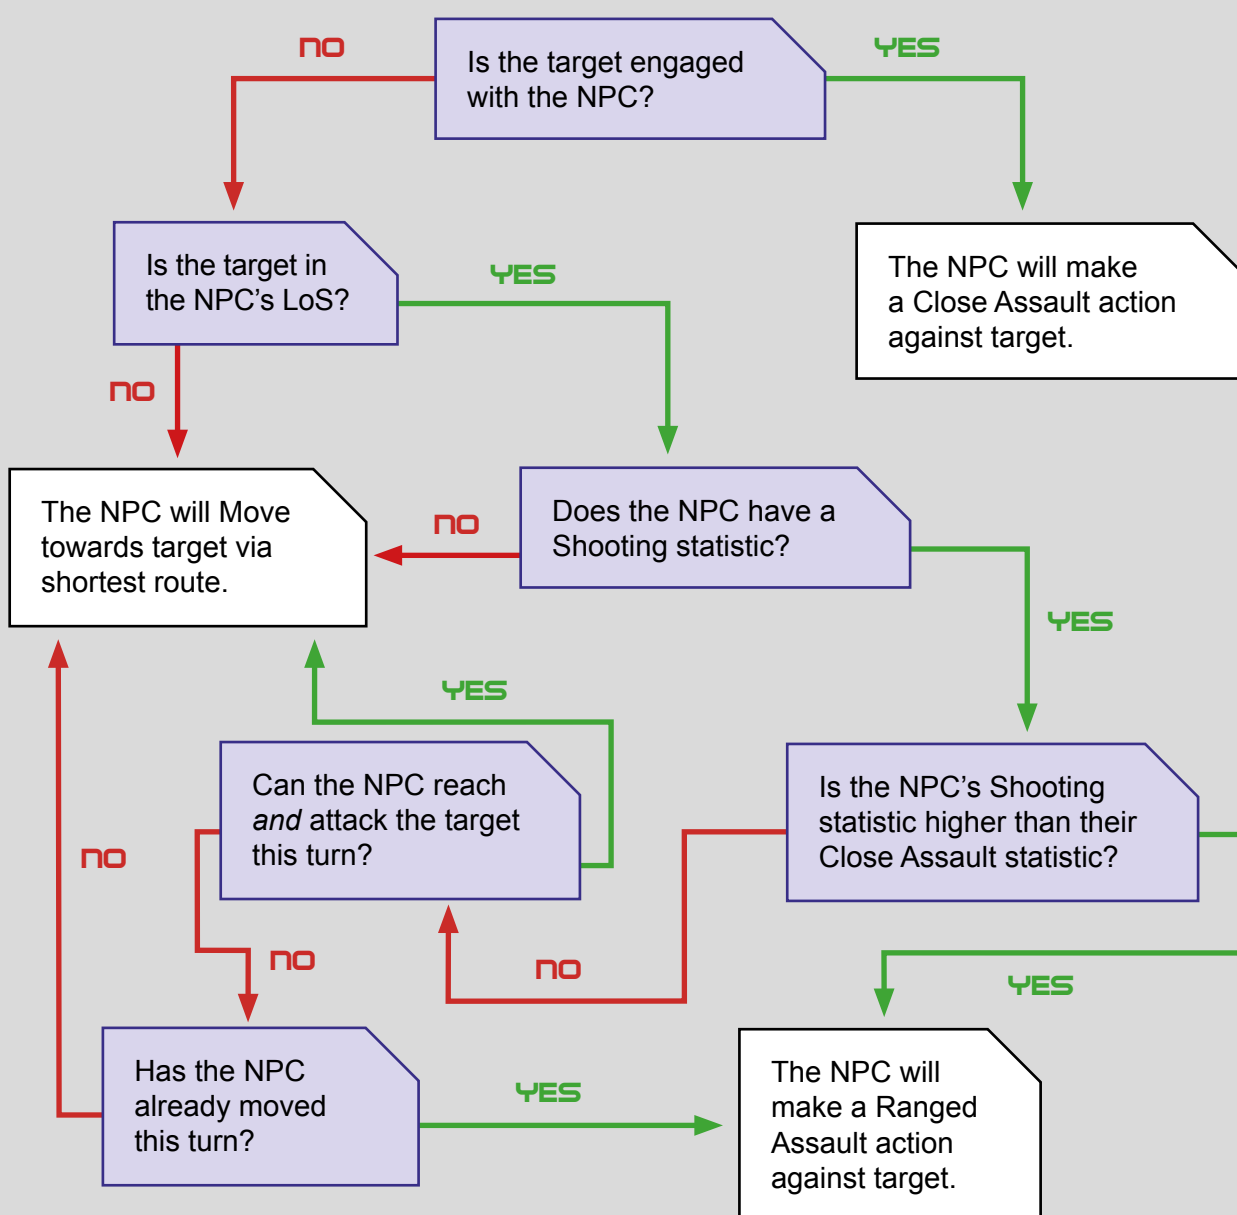 NO
Is the target engaged
with the NPC?
YES
Is the target in
the NPC's LoS?
YES
The NPC will make
a Close Assault action
against target.
NO
The NPC will Move
towards target via
shortest route.
NO
Does the NPC have a
Shooting statistic?
YES
YES
Can the NPC reach
and attack the target
this turn?
Is the NPC's Shooting
statistic higher than their
Close Assault statistic?
NO
NO
NO
YES
Has the NPC
already moved
this turn?
YES
The NPC will
make a Ranged
Assault action
against target.